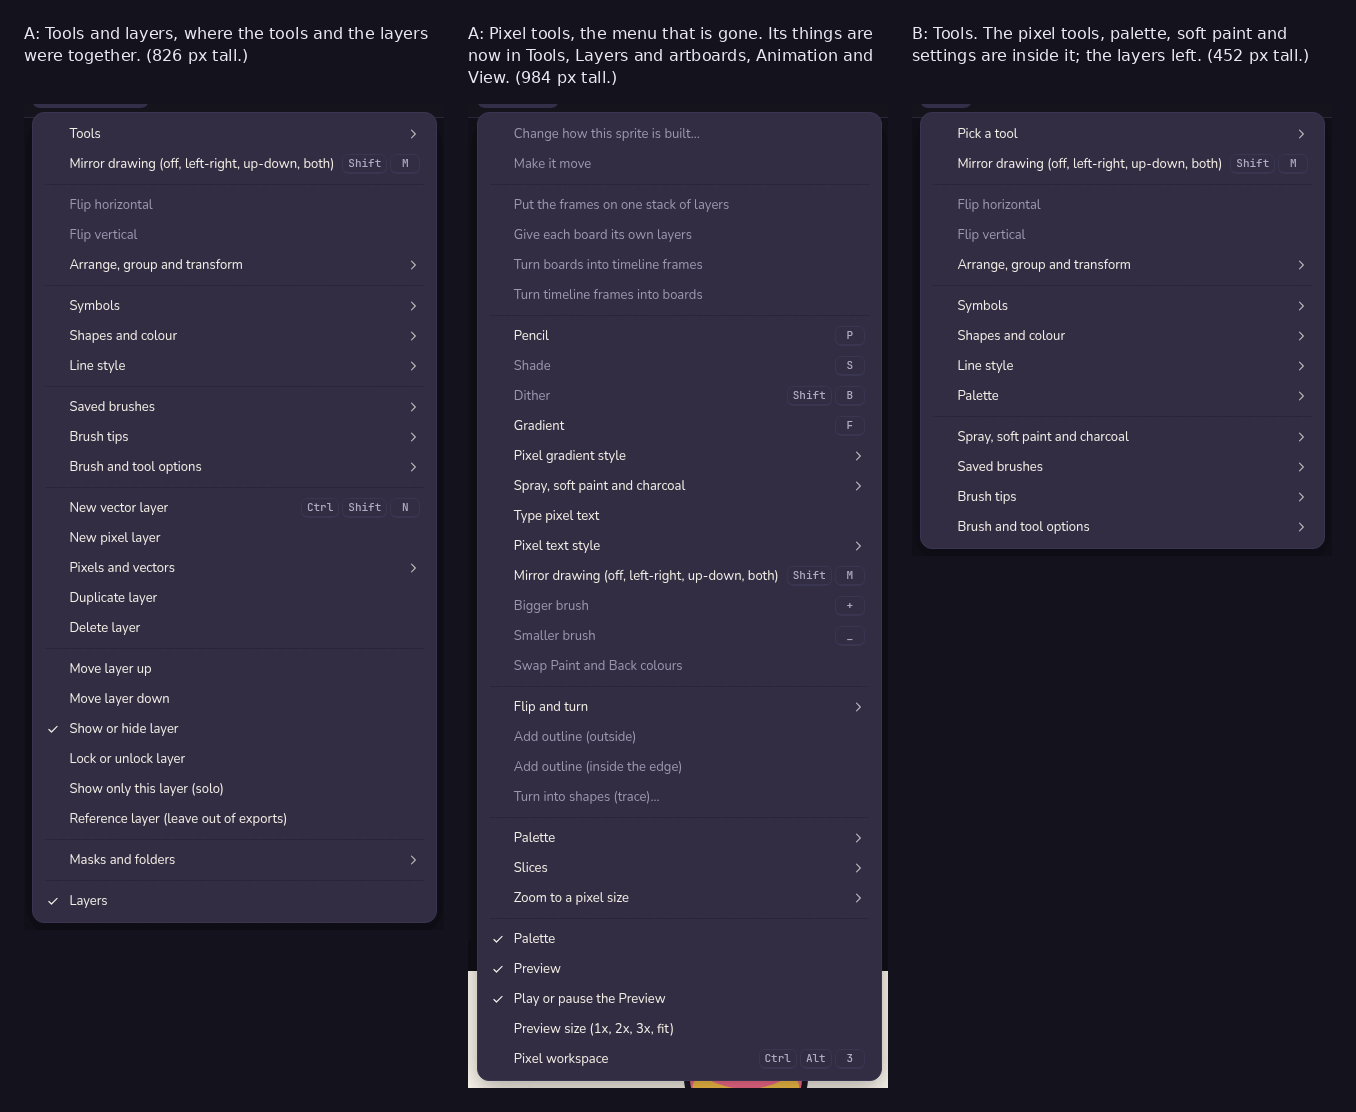 A: Tools and layers, where the tools and the layers
were together. (826 px tall.)
Tools
Mirror drawing (off, left-right, up-down, both) Shift M
Flip horizontal
Flip vertical
Arrange, group and transform
Symbols
Shapes and colour
Line style
Saved brushes
Brush tips
Brush and tool options
New vector layer Ctrl Shift N
New pixel layer
Pixels and vectors
Duplicate layer
Delete layer
Move layer up
Move layer down
Show or hide layer
Lock or unlock layer
Show only this layer (solo)
Reference layer (leave out of exports)
Masks and folders
Layers
A: Pixel tools, the menu that is gone. Its things are
now in Tools, Layers and artboards, Animation and
View. (984 px tall.)
Change how this sprite is built...
Make it move
Put the frames on one stack of layers
Give each board its own layers
Turn boards into timeline frames
Turn timeline frames into boards
Pencil P
Shade S
Dither Shift B
Gradient F
Pixel gradient style
Spray, soft paint and charcoal
Type pixel text
Pixel text style
Mirror drawing (off, left-right, up-down, both) Shift M
Bigger brush +
Smaller brush _
Swap Paint and Back colours
Flip and turn
Add outline (outside)
Add outline (inside the edge)
Turn into shapes (trace)...
Palette
Slices
Zoom to a pixel size
Palette
Preview
Play or pause the Preview
Preview size (1x, 2x, 3x, fit)
Pixel workspace Ctrl Alt 3
B: Tools. The pixel tools, palette, soft paint and
settings are inside it; the layers left. (452 px tall.)
Pick a tool
Mirror drawing (off, left-right, up-down, both) Shift M
Flip horizontal
Flip vertical
Arrange, group and transform
Symbols
Shapes and colour
Line style
Palette
Spray, soft paint and charcoal
Saved brushes
Brush tips
Brush and tool options